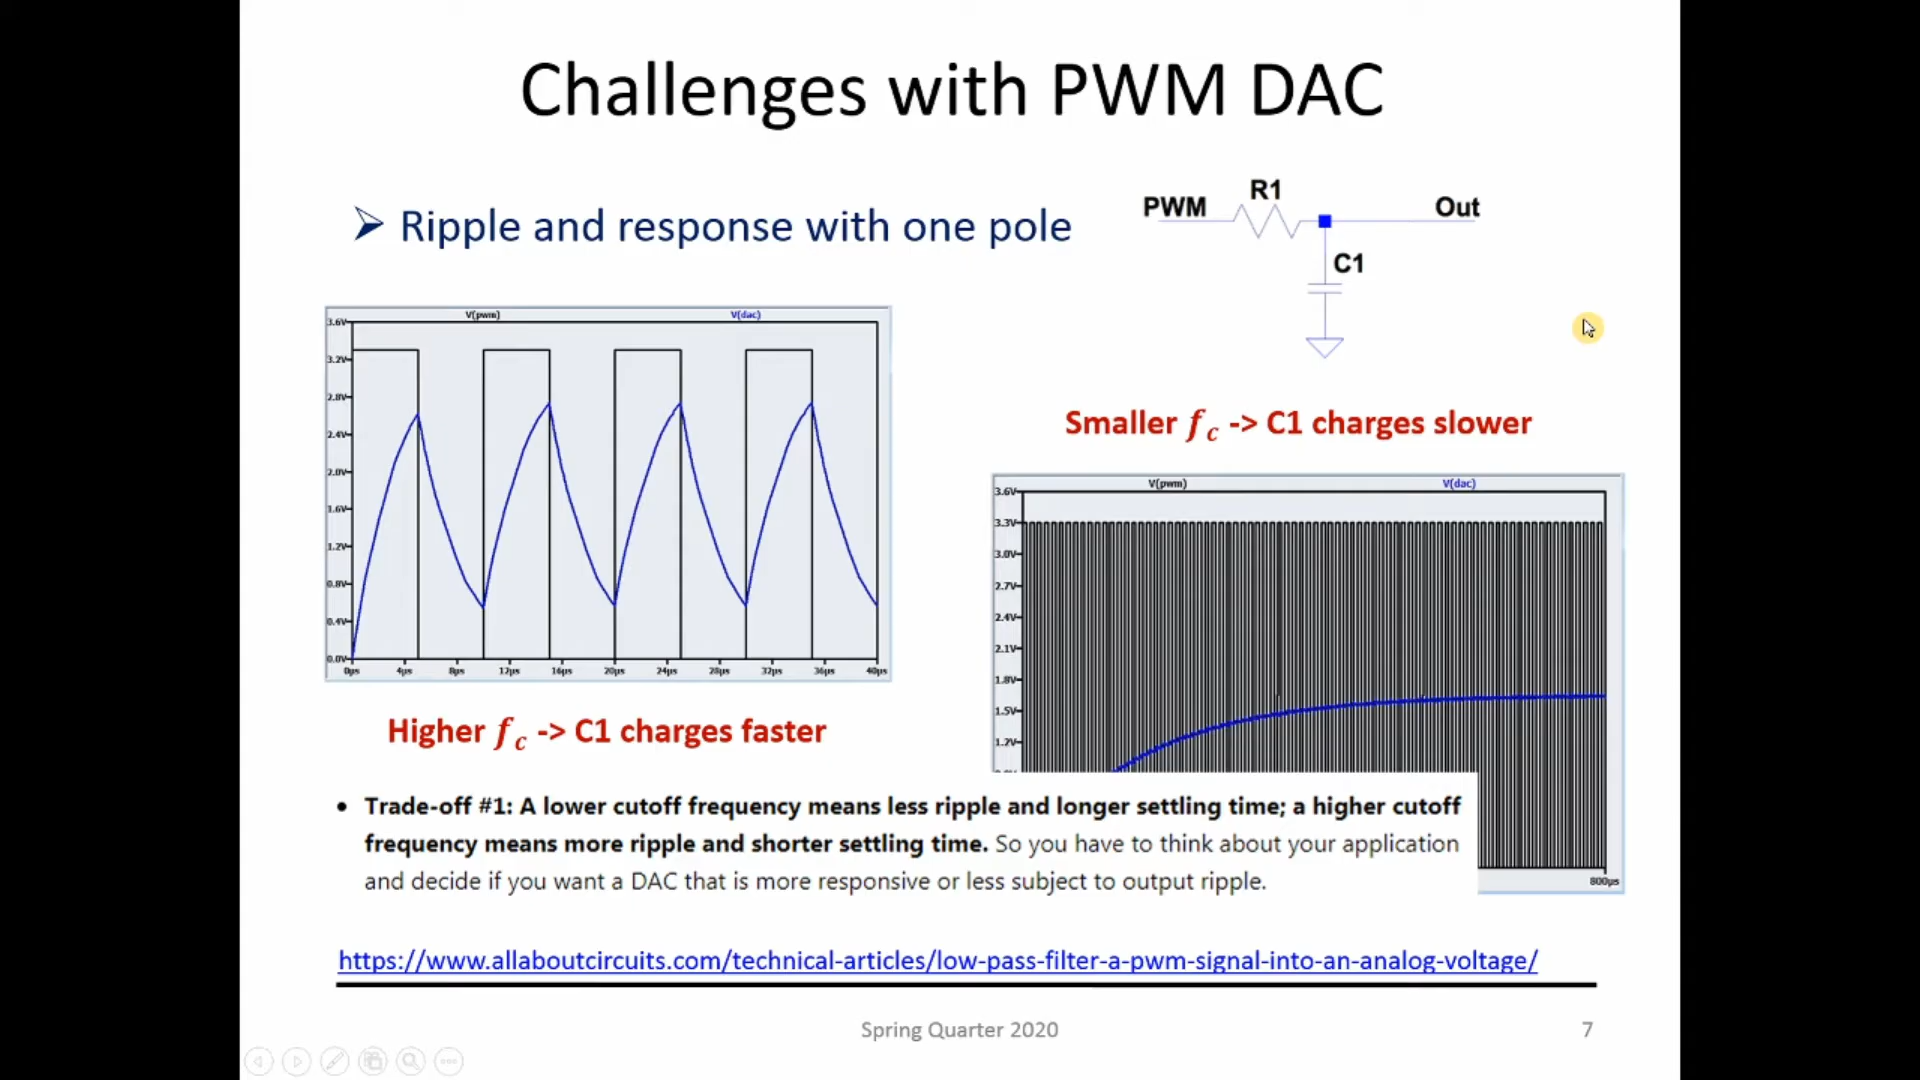 Challenges with PWM DAC
➢ Ripple and response with one pole
PWM
R1
Out
C1
V(pwm)
V(dac)
3.6V
3.2V
2.8V
2.4V
2.0V
1.6V
1.2V
0.8V
0.4V
0.0V
0µs 4µs 8µs 12µs 16µs 20µs 24µs 28µs 32µs 36µs 40µs
Higher fc -> C1 charges faster
Smaller fc -> C1 charges slower
V(pwm)
V(dac)
3.6V
3.3V
3.0V
2.7V
2.4V
2.1V
1.8V
1.5V
1.2V
800µs
• Trade-off #1: A lower cutoff frequency means less ripple and longer settling time; a higher cutoff
frequency means more ripple and shorter settling time. So you have to think about your application
and decide if you want a DAC that is more responsive or less subject to output ripple.
https://www.allaboutcircuits.com/technical-articles/low-pass-filter-a-pwm-signal-into-an-analog-voltage/
Spring Quarter 2020
7